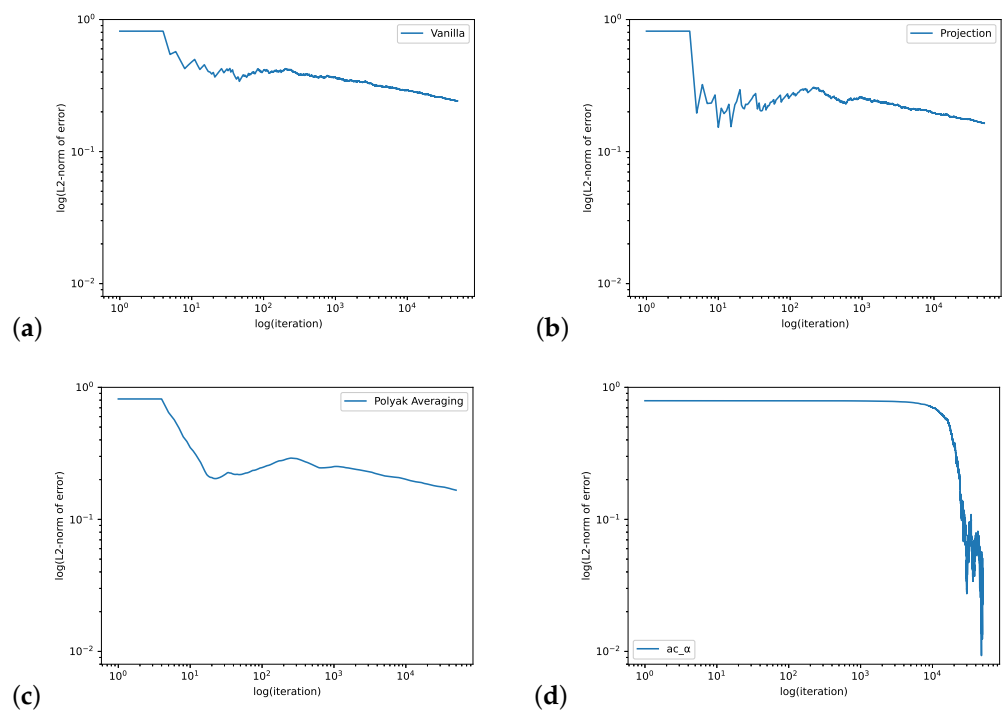 Vanilla
10⁰
10⁻¹
10⁻²
log(L2-norm of error)
10⁰ 10¹ 10² 10³ 10⁴
log(iteration)
(a)
Projection
10⁰
10⁻¹
10⁻²
log(L2-norm of error)
10⁰ 10¹ 10² 10³ 10⁴
log(iteration)
(b)
Polyak Averaging
10⁰
10⁻¹
10⁻²
log(L2-norm of error)
10⁰ 10¹ 10² 10³ 10⁴
log(iteration)
(c)
10⁰
10⁻¹
10⁻²
log(L2-norm of error)
ac_α
10⁰ 10¹ 10² 10³ 10⁴
log(iteration)
(d)